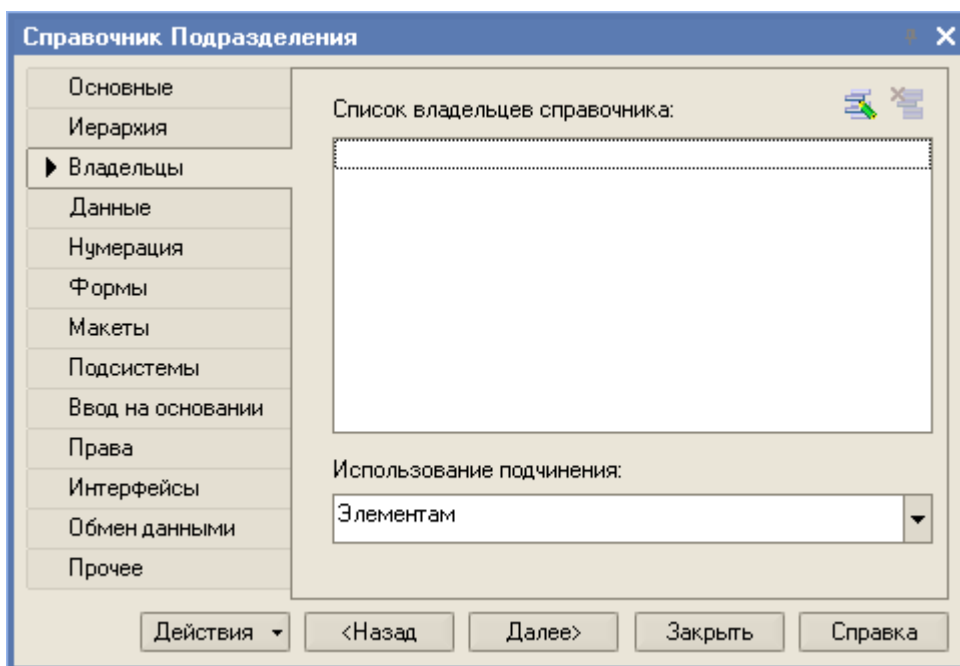 Справочник Подразделения
Основные
Иерархия
Владельцы
Данные
Нумерация
Формы
Макеты
Подсистемы
Ввод на основании
Права
Интерфейсы
Обмен данными
Прочее
Список владельцев справочника:
Использование подчинения:
Элементам
Действия
<Назад
Далее>
Закрыть
Справка